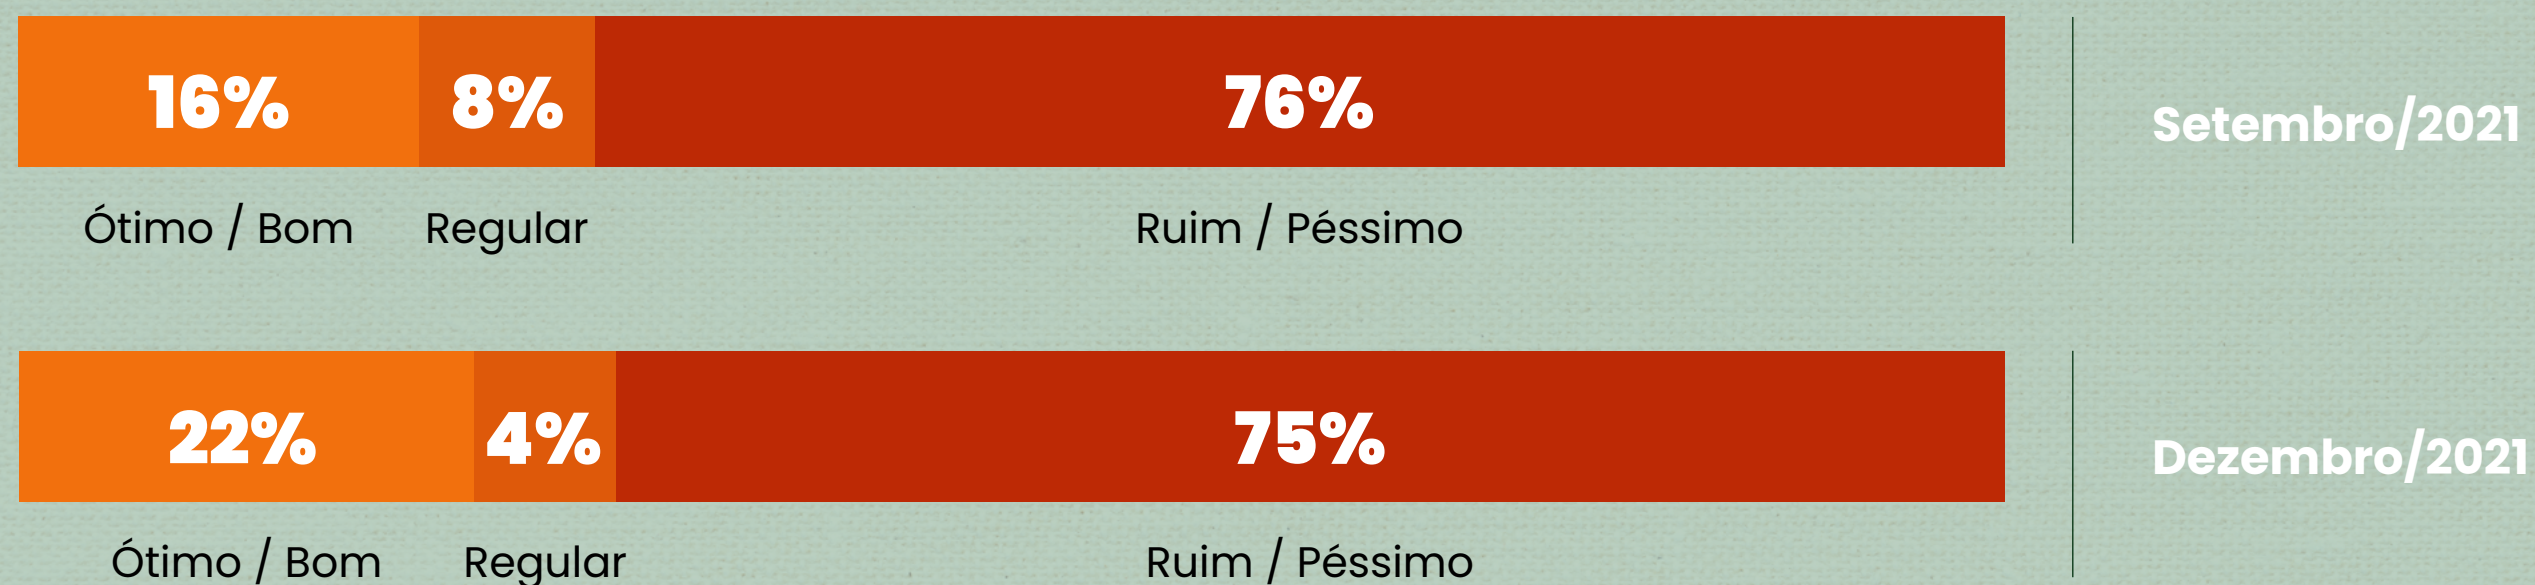 16% 8% 76%
Setembro/2021
Ótimo / Bom Regular Ruim / Péssimo
22% 4% 75%
Dezembro/2021
Ótimo / Bom Regular Ruim / Péssimo